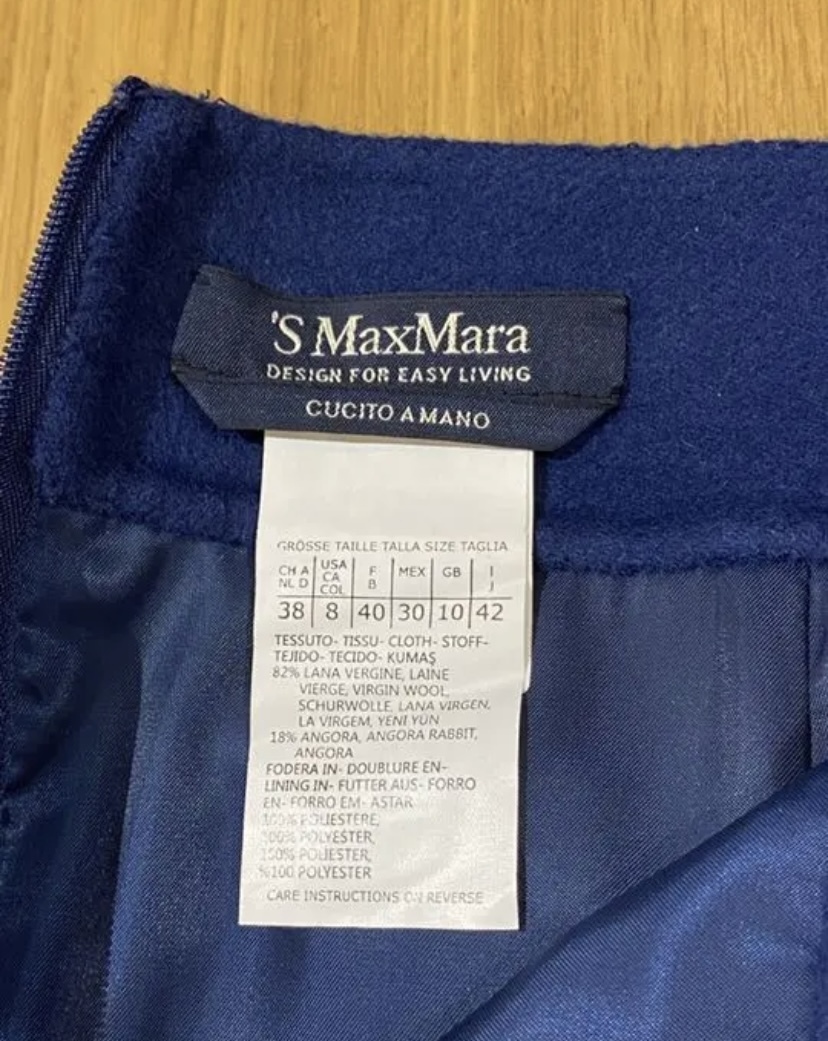 'S MaxMara
DESIGN FOR EASY LIVING
CUCITO A MANO
GRÖSSE TAILLE TALLA SIZE TAGLIA
CH A NL D USA CA COL F B MEX GB I J
38 8 40 30 10 42
TESSUTO- TISSU- CLOTH- STOFF-
TEJIDO- TECIDO- KUMAŞ
82% LANA VERGINE, LAINE
VIERGE, VIRGIN WOOL,
SCHURWOLLE, LANA VIRGEN,
LA VIRGEM, YENI YÜN
18% ANGORA, ANGORA RABBIT,
ANGORA
FODERA IN- DOUBLURE EN-
LINING IN- FUTTER AUS- FORRO
EN- FORRO EM- ASTAR
100% POLIESTERE,
100% POLYESTER,
100% POLIESTER,
%100 POLYESTER
CARE INSTRUCTIONS ON REVERSE